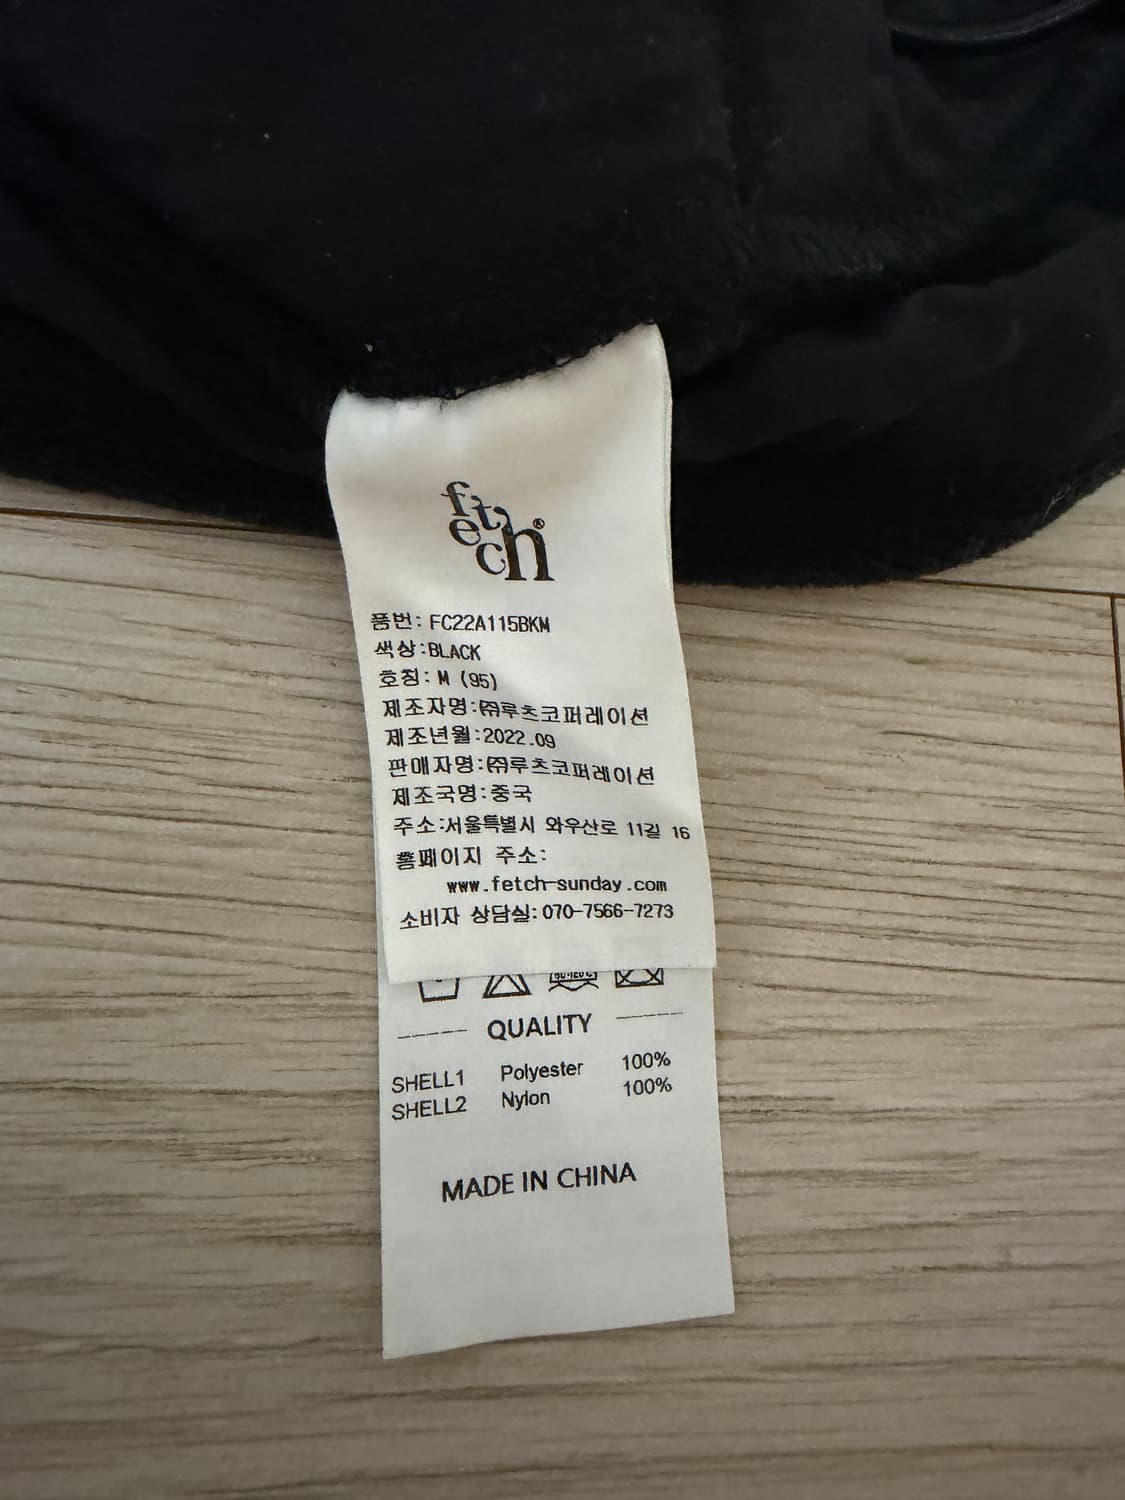 fetch®
품번: FC22A115BKM
색상:BLACK
호칭: M (95)
제조자명:㈜루츠코퍼레이션
제조년월:2022.09
판매자명:㈜루츠코퍼레이션
제조국명:중국
주소:서울특별시 와우산로 11길 16
홈페이지 주소:
www.fetch-sunday.com
소비자 상담실:070-7566-7273
QUALITY
SHELL1 Polyester 100%
SHELL2 Nylon 100%
MADE IN CHINA